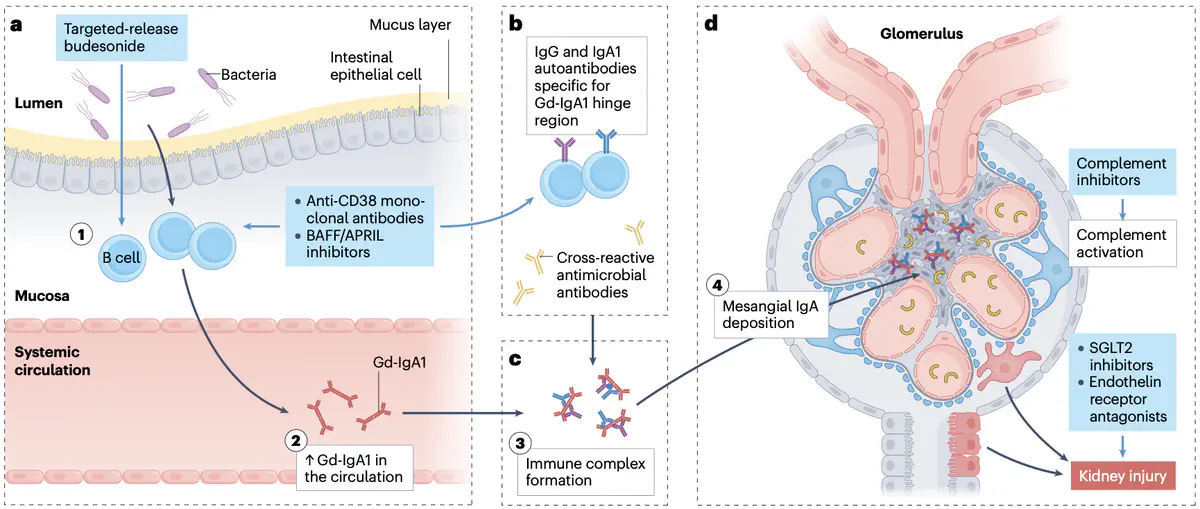 a
Targeted-release
budesonide
Mucus layer
Intestinal
epithelial cell
Bacteria
Lumen
• Anti-CD38 mono-
clonal antibodies
• BAFF/APRIL
inhibitors
1
B cell
Mucosa
Systemic
circulation
Gd-IgA1
2
↑ Gd-IgA1 in
the circulation
b
IgG and IgA1
autoantibodies
specific for
Gd-IgA1 hinge
region
Cross-reactive
antimicrobial
antibodies
c
3
Immune complex
formation
d
Glomerulus
Complement
inhibitors
Complement
activation
4
Mesangial IgA
deposition
• SGLT2
inhibitors
• Endothelin
receptor
antagonists
Kidney injury